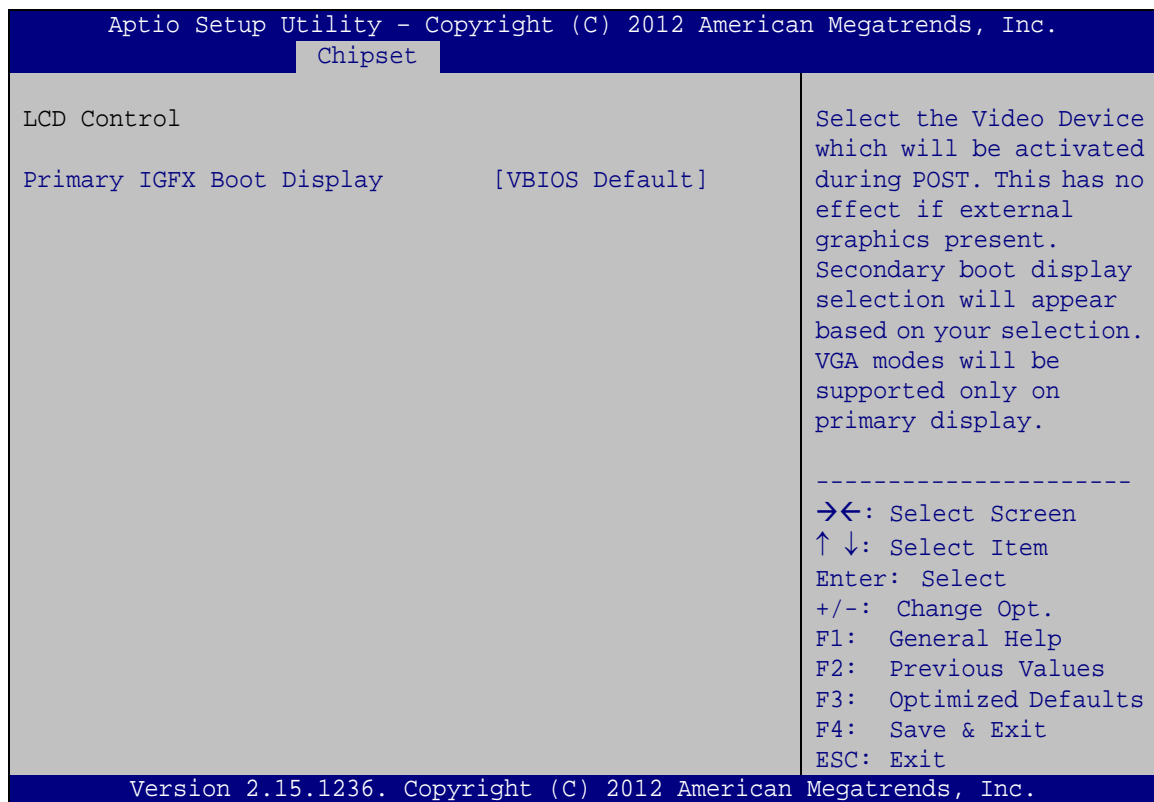 Aptio Setup Utility – Copyright (C) 2012 American Megatrends, Inc.
Chipset
LCD Control
Primary IGFX Boot Display [VBIOS Default]
Select the Video Device
which will be activated
during POST. This has no
effect if external
graphics present.
Secondary boot display
selection will appear
based on your selection.
VGA modes will be
supported only on
primary display.
----------------------
→←: Select Screen
↑ ↓: Select Item
Enter: Select
+/-: Change Opt.
F1: General Help
F2: Previous Values
F3: Optimized Defaults
F4: Save & Exit
ESC: Exit
Version 2.15.1236. Copyright (C) 2012 American Megatrends, Inc.